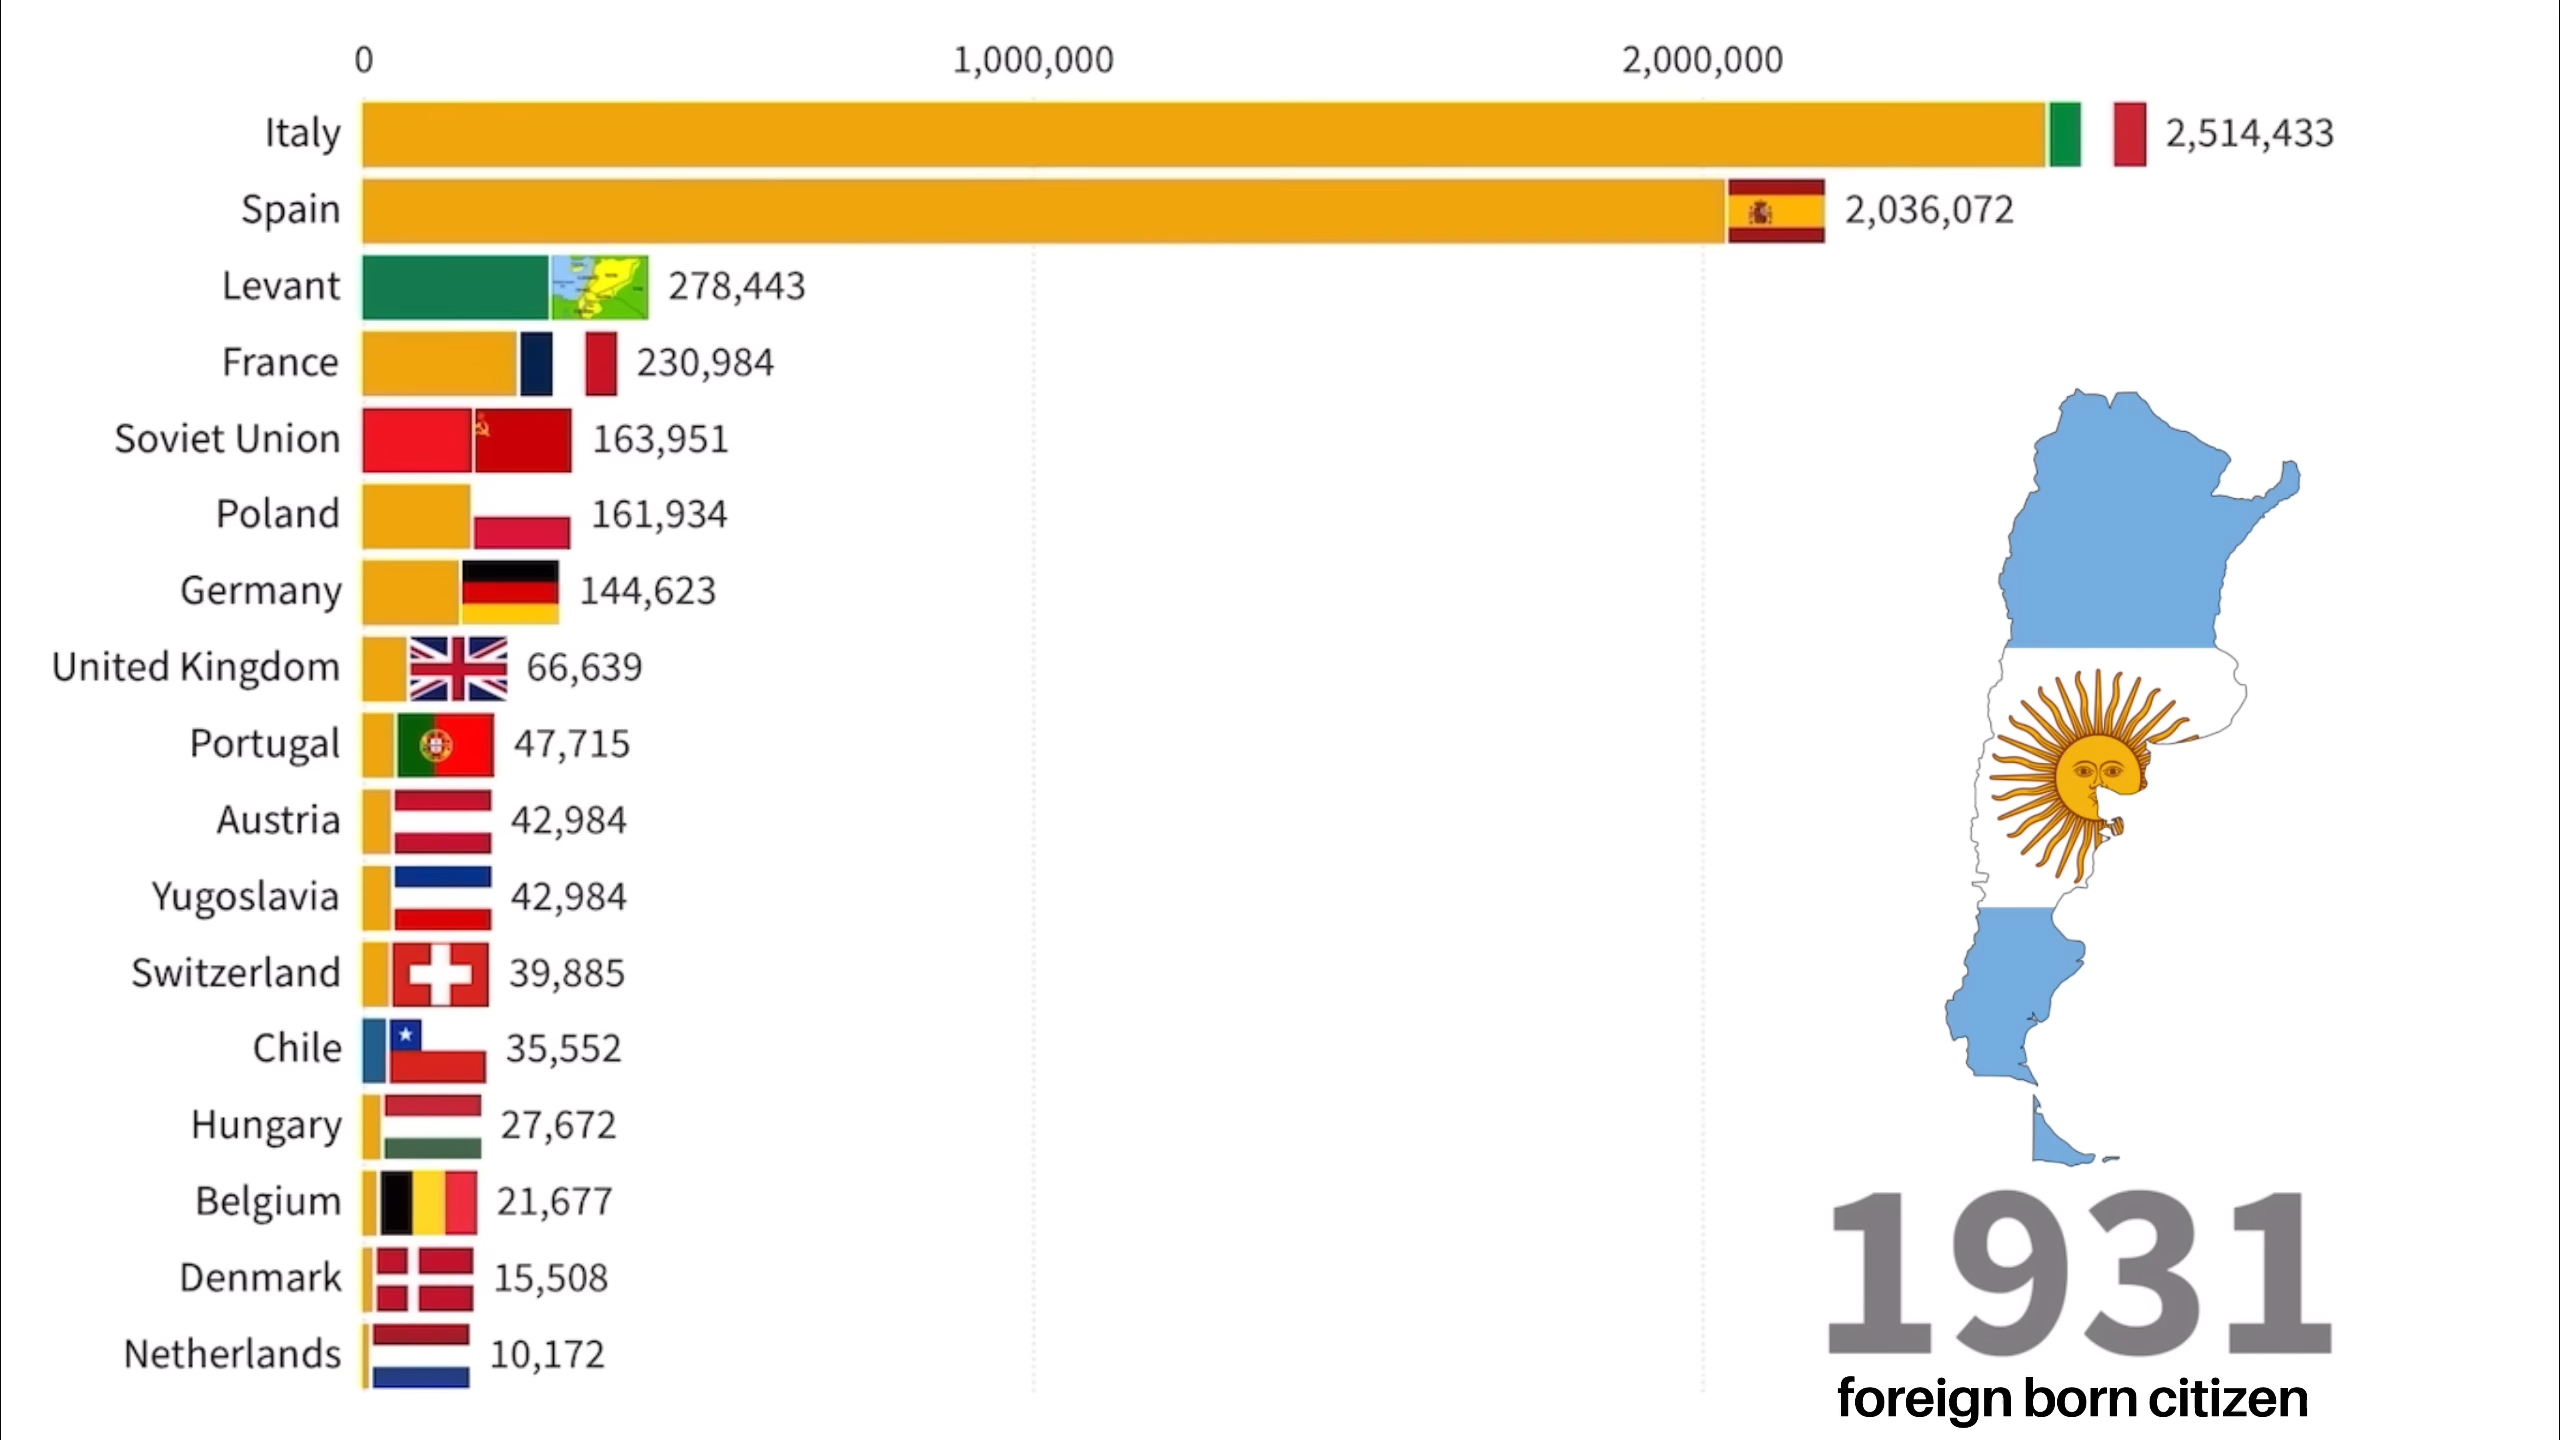 0 1,000,000 2,000,000
Italy 2,514,433
Spain 2,036,072
Levant 278,443
France 230,984
Soviet Union 163,951
Poland 161,934
Germany 144,623
United Kingdom 66,639
Portugal 47,715
Austria 42,984
Yugoslavia 42,984
Switzerland 39,885
Chile 35,552
Hungary 27,672
Belgium 21,677
Denmark 15,508
Netherlands 10,172
1931
foreign born citizen